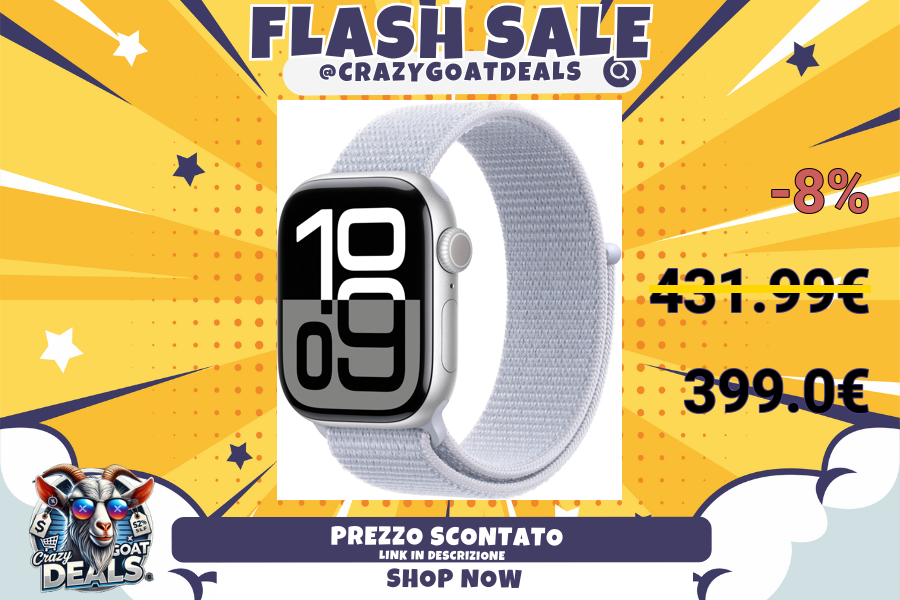 FLASH SALE
@CRAZYGOATDEALS
-8%
431.99€
399.0€
10
09
$
52%
Crazy
GOAT
DEALS
PREZZO SCONTATO
LINK IN DESCRIZIONE
SHOP NOW